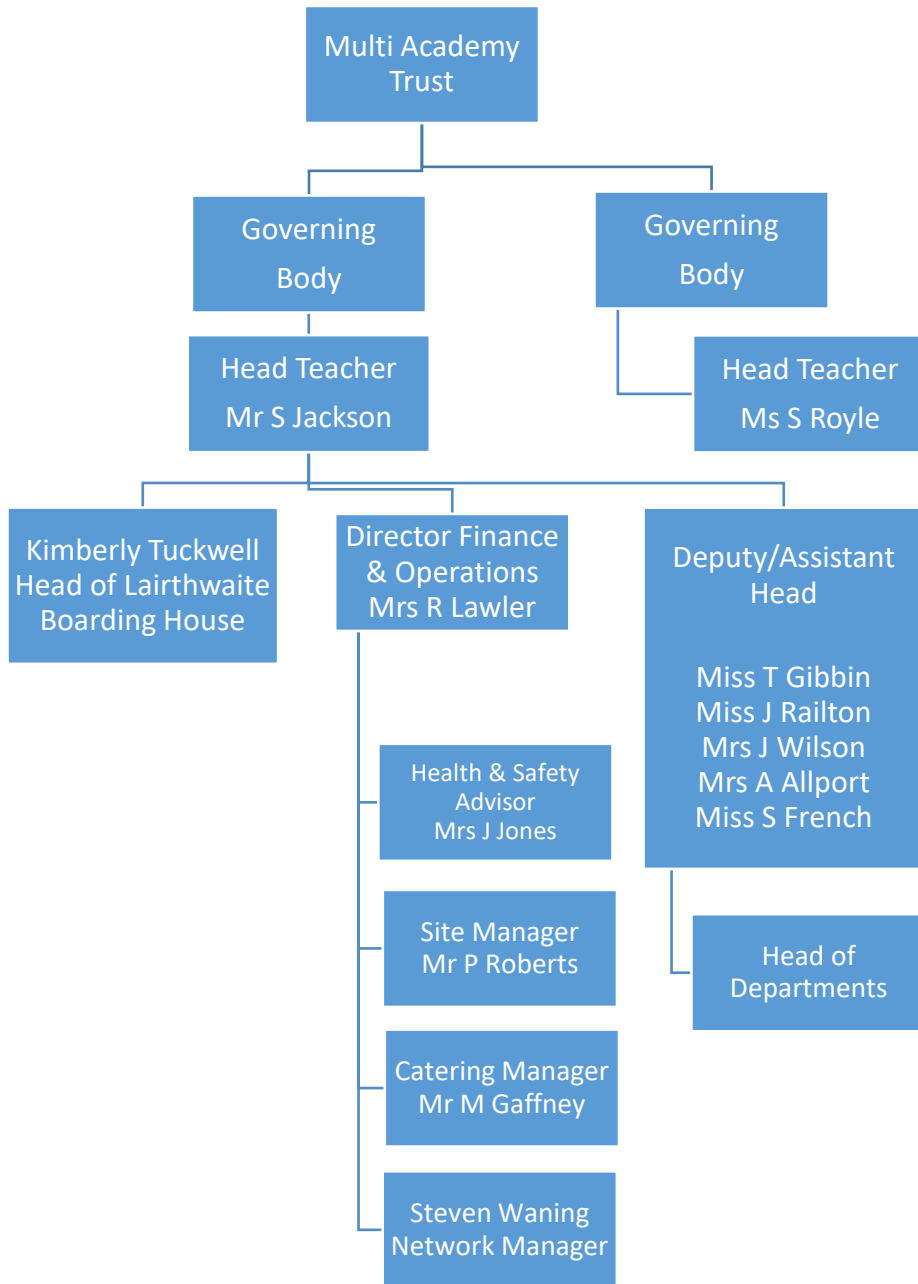 Multi Academy
Trust
Governing
Body
Governing
Body
Head Teacher
Mr S Jackson
Head Teacher
Ms S Royle
Kimberly Tuckwell
Head of Lairthwaite
Boarding House
Director Finance
& Operations
Mrs R Lawler
Deputy/Assistant
Head
Miss T Gibbin
Miss J Railton
Mrs J Wilson
Mrs A Allport
Miss S French
Health & Safety
Advisor
Mrs J Jones
Site Manager
Mr P Roberts
Head of
Departments
Catering Manager
Mr M Gaffney
Steven Waning
Network Manager